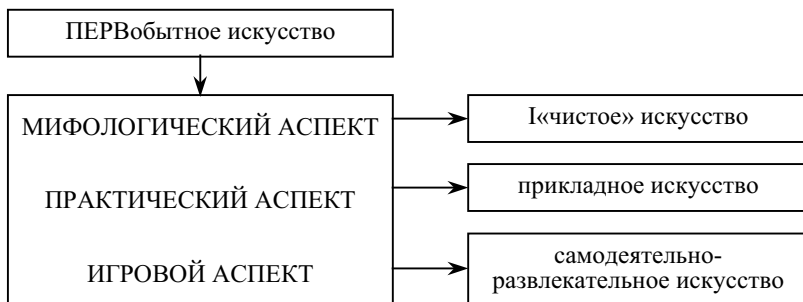 ПЕРВобытное искусство
МИФОЛОГИЧЕСКИЙ АСПЕКТ
I«чистое» искусство
ПРАКТИЧЕСКИЙ АСПЕКТ
прикладное искусство
ИГРОВОЙ АСПЕКТ
самодеятельно-
развлекательное искусство